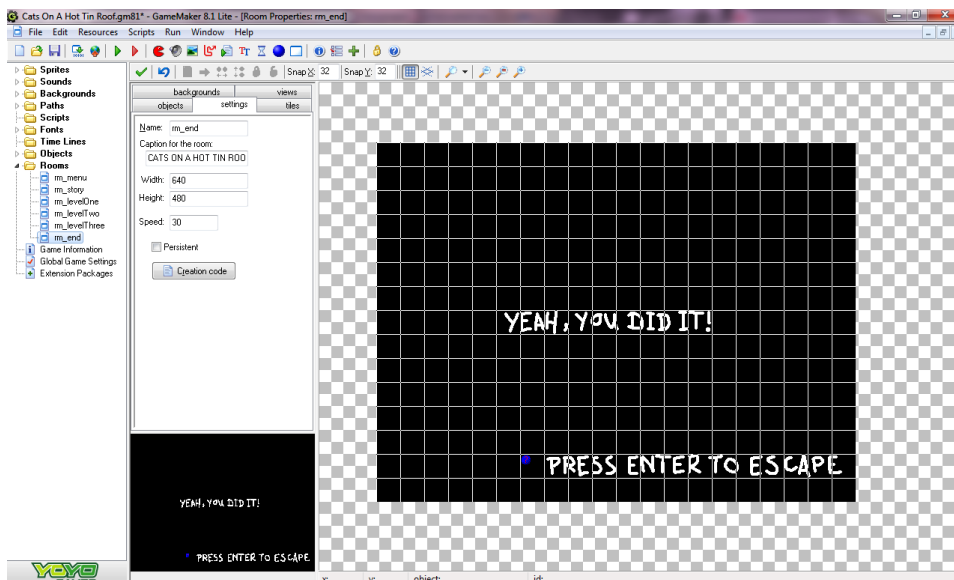 Cats On A Hot Tin Roof.gm81* - GameMaker 8.1 Lite - [Room Properties: rm_end]
File Edit Resources Scripts Run Window Help
Snap X: 32 Snap Y: 32
Sprites
Sounds
Backgrounds
Paths
Scripts
Fonts
Time Lines
Objects
Rooms
rm_menu
rm_story
rm_levelOne
rm_levelTwo
rm_levelThree
rm_end
Game Information
Global Game Settings
Extension Packages
backgrounds views
objects settings tiles
Name: rm_end
Caption for the room:
CATS ON A HOT TIN ROO
Width: 640
Height: 480
Speed: 30
Persistent
Creation code
YEAH, YOU DID IT!
PRESS ENTER TO ESCAPE
YEAH, YOU DID IT!
PRESS ENTER TO ESCAPE
YOYO
x: y: object: id: